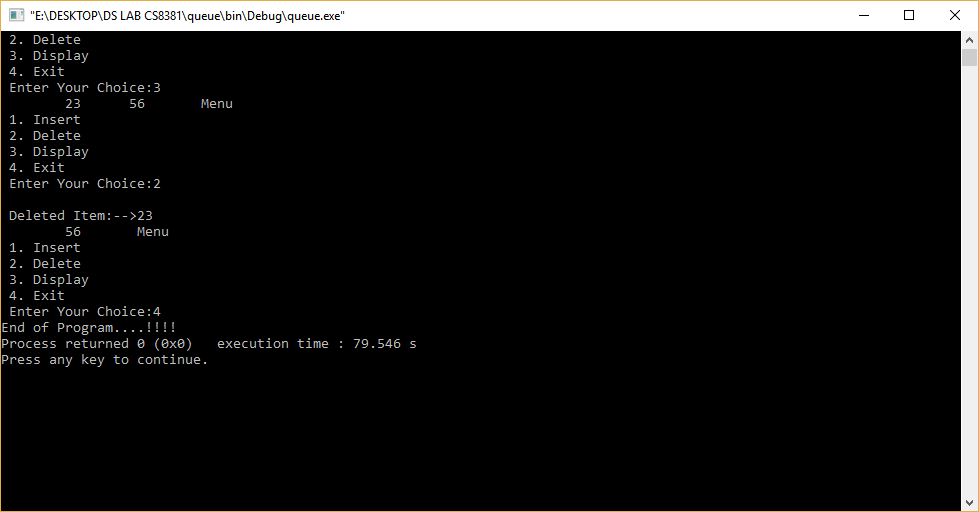 "E:\DESKTOP\DS LAB CS8381\queue\bin\Debug\queue.exe"
2. Delete
3. Display
4. Exit
Enter Your Choice:3
23 56 Menu
1. Insert
2. Delete
3. Display
4. Exit
Enter Your Choice:2
Deleted Item:-->23
56 Menu
1. Insert
2. Delete
3. Display
4. Exit
Enter Your Choice:4
End of Program....!!!!
Process returned 0 (0x0) execution time : 79.546 s
Press any key to continue.